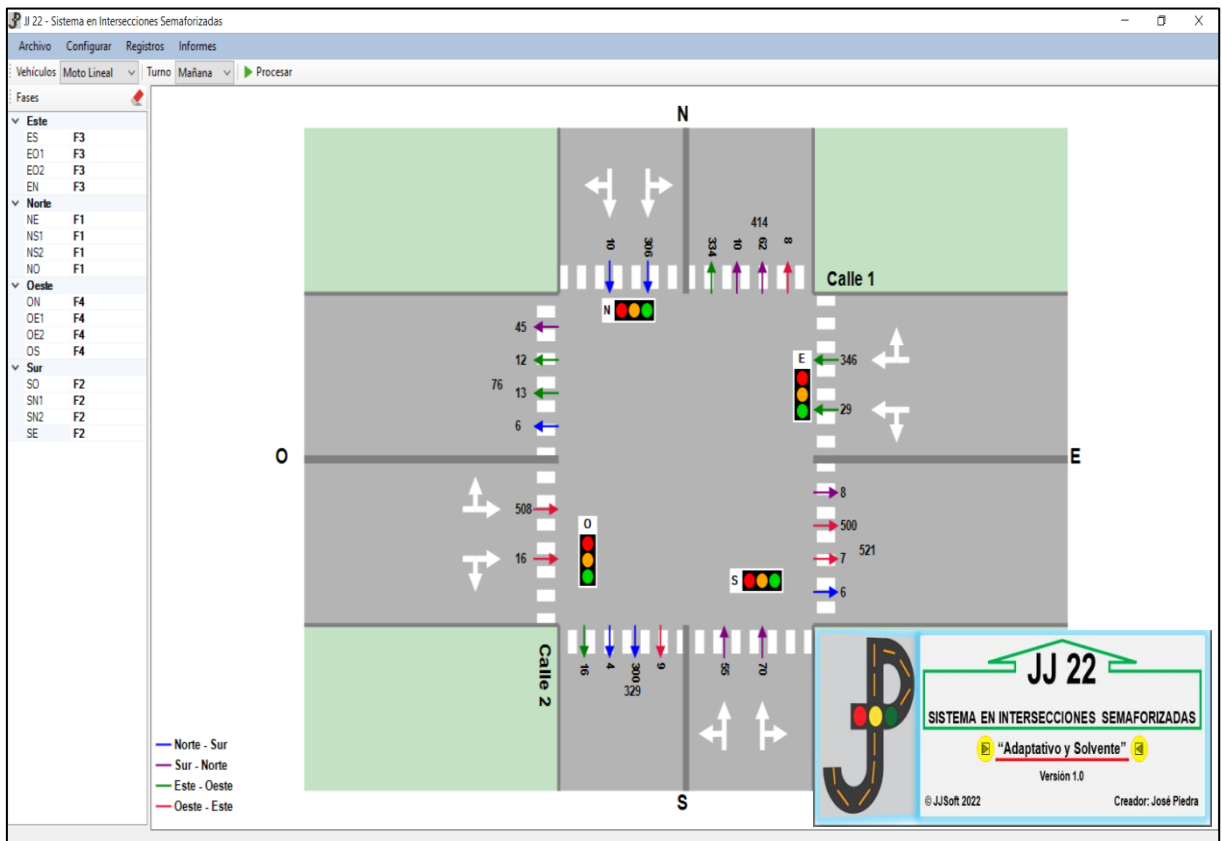 JJ 22 - Sistema en Intersecciones Semaforizadas
Archivo Configurar Registros Informes
Vehículos Moto Lineal Turno Mañana Procesar
Fases
Este
ES F3
EO1 F3
EO2 F3
EN F3
Norte
NE F1
NS1 F1
NS2 F1
NO F1
Oeste
ON F4
OE1 F4
OE2 F4
OS F4
Sur
SO F2
SN1 F2
SN2 F2
SE F2
N
414
10 306 334 10 62 8
Calle 1
N
45
12
76
13
6
E
346
29
O
E
508
16
O
S
8
500
521
7
6
Calle 2
16 4 300 9 55 70
329
S
Norte - Sur
Sur - Norte
Este - Oeste
Oeste - Este
JJ 22
SISTEMA EN INTERSECCIONES SEMAFORIZADAS
“Adaptativo y Solvente”
Versión 1.0
© JJSoft 2022 Creador: José Piedra